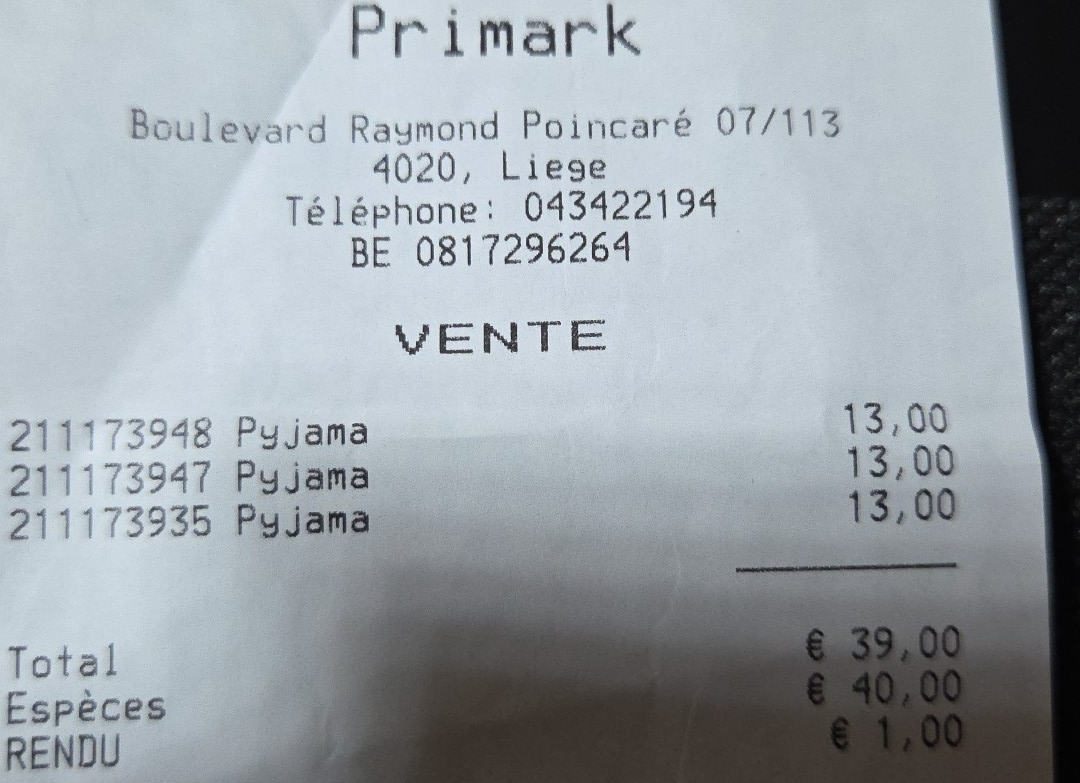 Primark
Boulevard Raymond Poincaré 07/113
4020, Liege
Téléphone: 043422194
BE 0817296264
VENTE
211173948 Pyjama 13,00
211173947 Pyjama 13,00
211173935 Pyjama 13,00
Total € 39,00
Espèces € 40,00
RENDU € 1,00